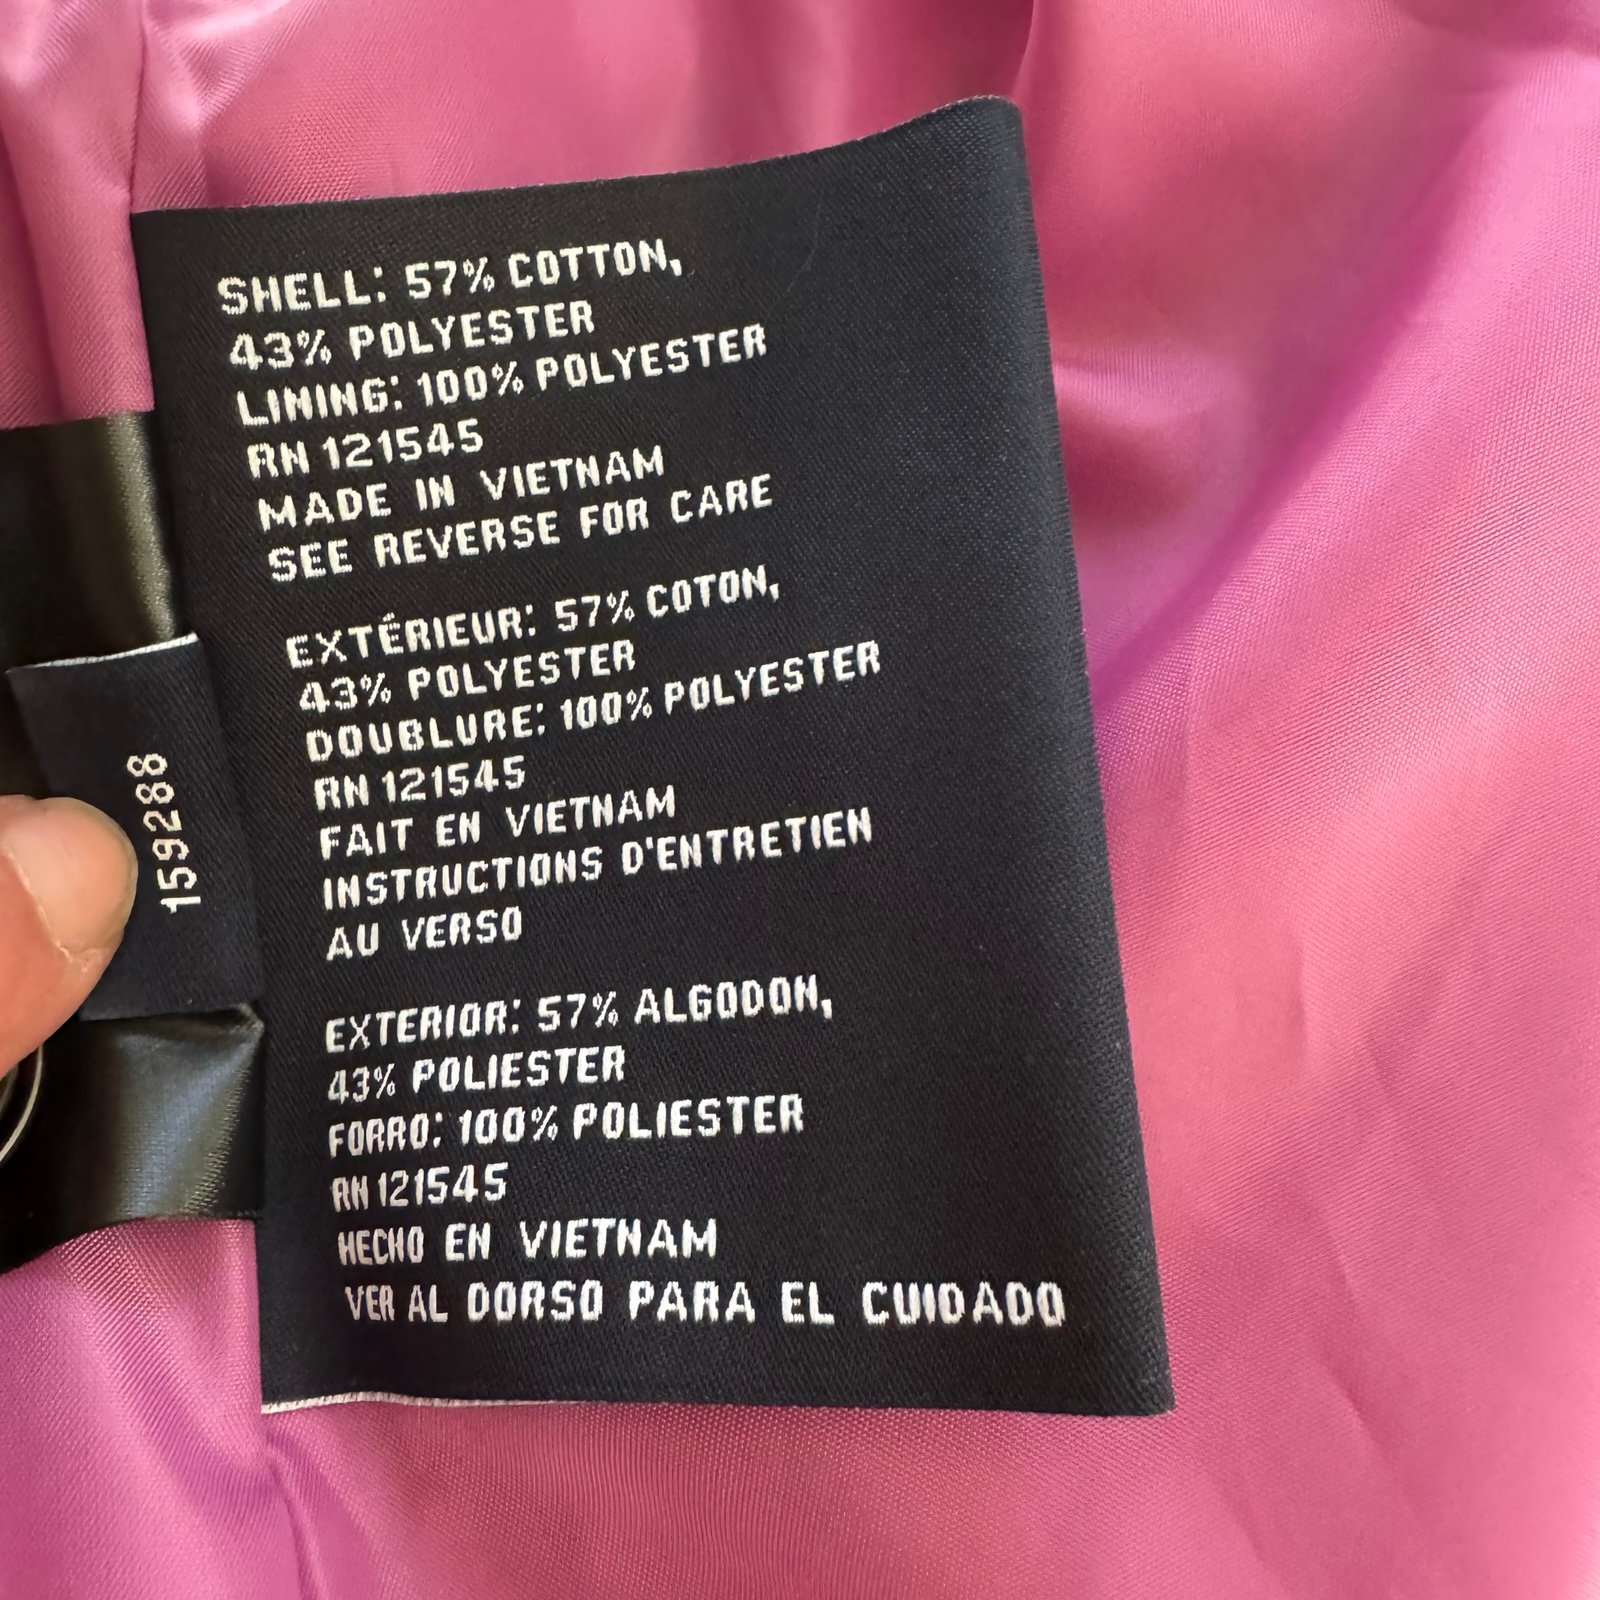 SHELL: 57% COTTON,
43% POLYESTER
LINING: 100% POLYESTER
RN 121545
MADE IN VIETNAM
SEE REVERSE FOR CARE
EXTÉRIEUR: 57% COTON,
43% POLYESTER
DOUBLURE: 100% POLYESTER
RN 121545
FAIT EN VIETNAM
INSTRUCTIONS D'ENTRETIEN
AU VERSO
EXTERIOR: 57% ALGODON,
43% POLIESTER
FORRO: 100% POLIESTER
RN 121545
HECHO EN VIETNAM
VER AL DORSO PARA EL CUIDADO
159288